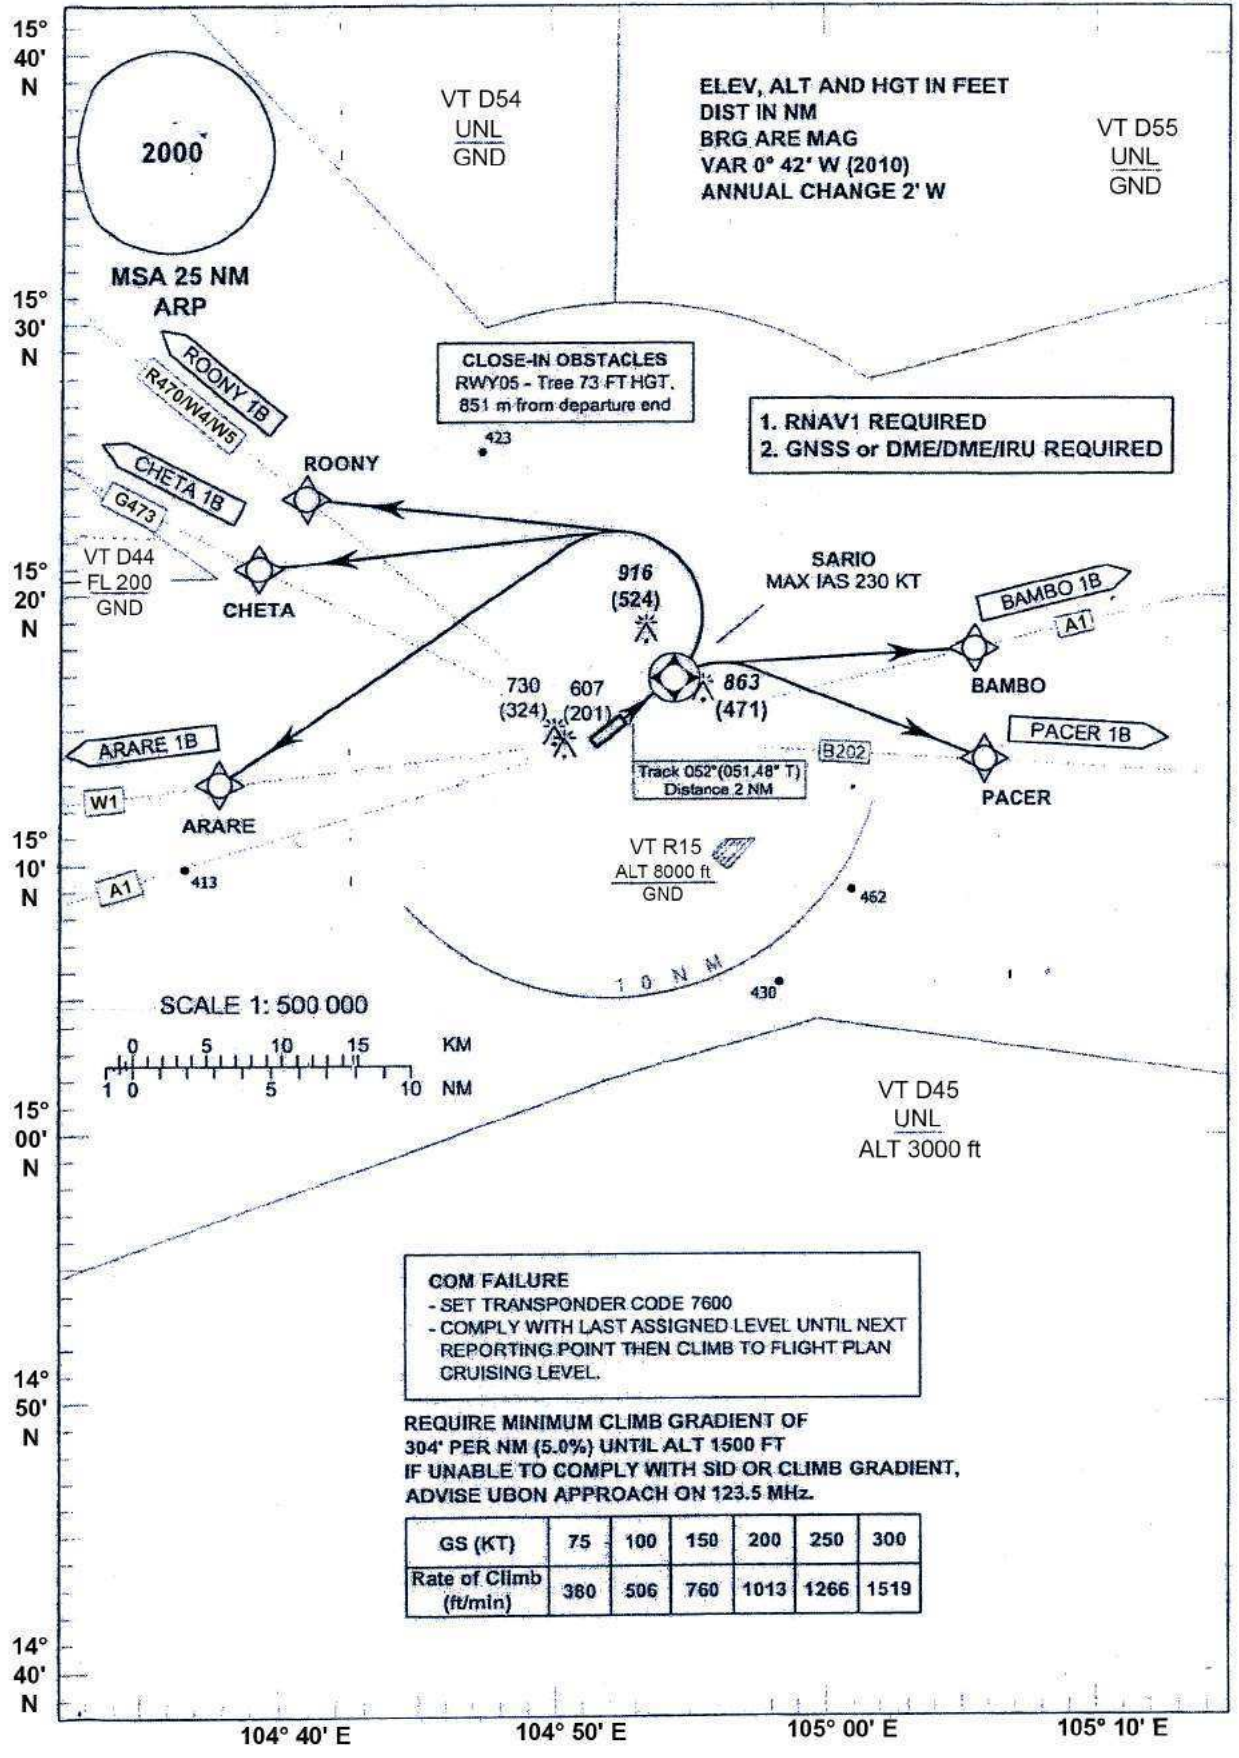 15°
40'
N
2000
MSA 25 NM
ARP
VT D54
UNL
GND
ELEV, ALT AND HGT IN FEET
DIST IN NM
BRG ARE MAG
VAR 0° 42' W (2010)
ANNUAL CHANGE 2' W
VT D55
UNL
GND
15°
30'
N
ROONY 1B
R470/W4/W5
CLOSE-IN OBSTACLES
RWY05 - Tree 73 FT HGT.
851 m from departure end
423
1. RNAV1 REQUIRED
2. GNSS or DME/DME/IRU REQUIRED
ROONY
CHETA 1B
G473
VT D44
FL 200
GND
CHETA
15°
20'
N
916
(524)
SARIO
MAX IAS 230 KT
BAMBO 1B
A1
BAMBO
730
(324)
607
(201)
863
(471)
ARARE 1B
PACER 1B
B202
PACER
Track 052°(051.48° T)
Distance 2 NM
W1
ARARE
15°
10'
N
A1
413
VT R15
ALT 8000 ft
GND
462
10 NM
430
SCALE 1: 500 000
0 5 10 15 KM
1 0 5 10 NM
VT D45
UNL
ALT 3000 ft
15°
00'
N
COM FAILURE
- SET TRANSPONDER CODE 7600
- COMPLY WITH LAST ASSIGNED LEVEL UNTIL NEXT
REPORTING POINT THEN CLIMB TO FLIGHT PLAN
CRUISING LEVEL.
14°
50'
N
REQUIRE MINIMUM CLIMB GRADIENT OF
304' PER NM (5.0%) UNTIL ALT 1500 FT
IF UNABLE TO COMPLY WITH SID OR CLIMB GRADIENT,
ADVISE UBON APPROACH ON 123.5 MHz.
GS (KT) 75 100 150 200 250 300
Rate of Climb
(ft/min) 380 506 760 1013 1266 1519
14°
40'
N
104° 40' E 104° 50' E 105° 00' E 105° 10' E